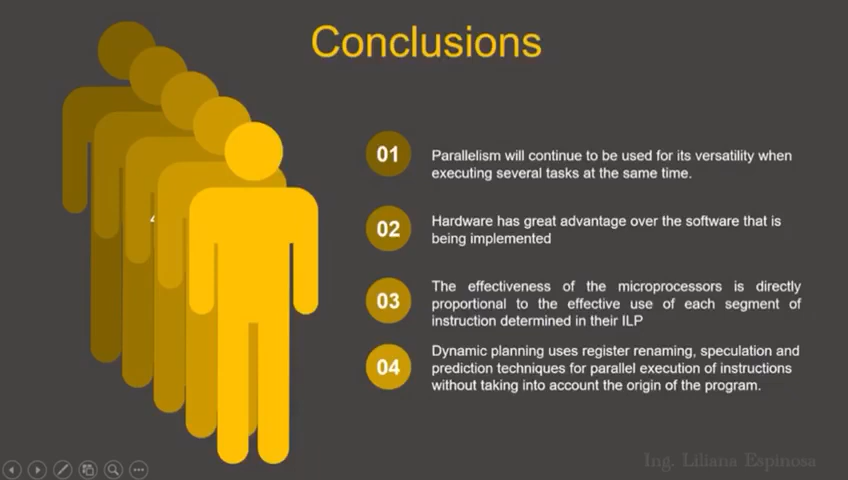 Conclusions
01
Parallelism will continue to be used for its versatility when
executing several tasks at the same time.
02
Hardware has great advantage over the software that is
being implemented
03
The effectiveness of the microprocessors is directly
proportional to the effective use of each segment of
instruction determined in their ILP
04
Dynamic planning uses register renaming, speculation and
prediction techniques for parallel execution of instructions
without taking into account the origin of the program.
Ing. Liliana Espinosa